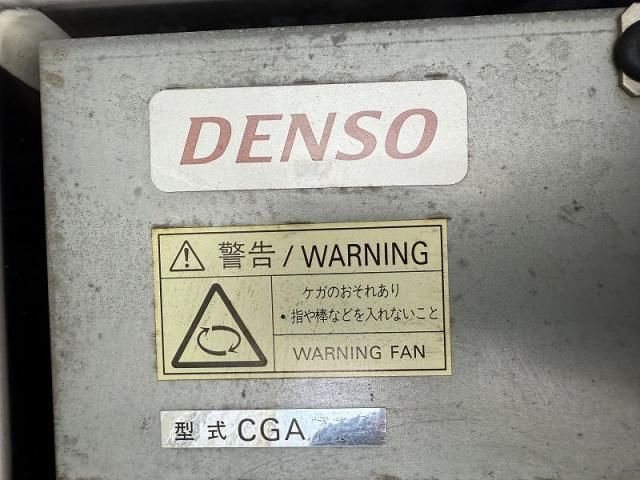 DENSO
警告 / WARNING
ケガのおそれあり
•指や棒などを入れないこと
WARNING FAN
型式 CGA